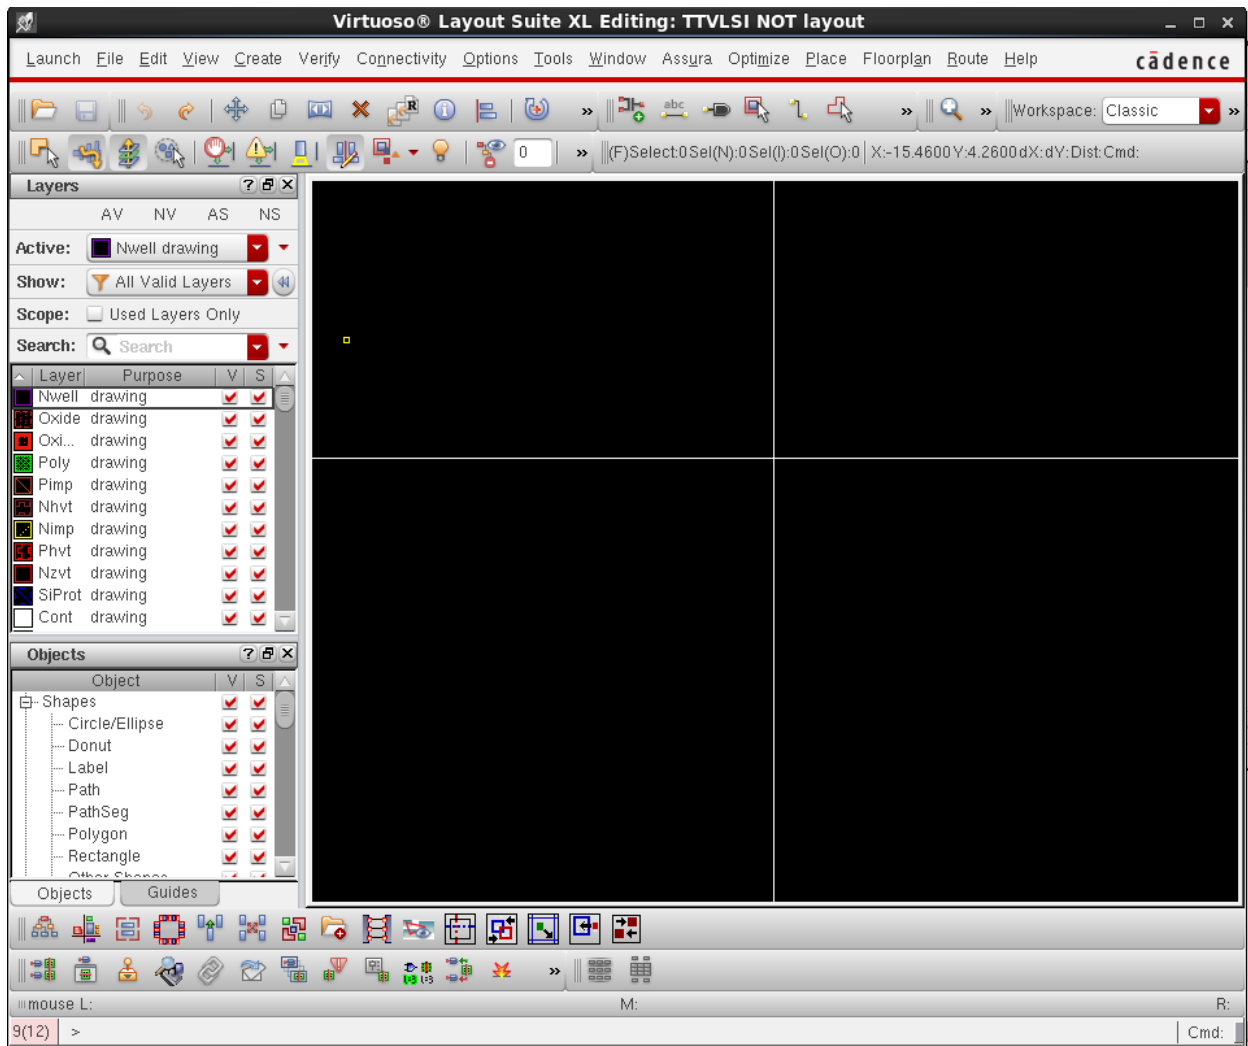 Virtuoso® Layout Suite XL Editing: TTVLSI NOT layout
Launch File Edit View Create Verify Connectivity Options Tools Window Assura Optimize Place Floorplan Route Help cādence
R abc » » » Workspace: Classic »
0 » (F)Select:0 Sel(N):0 Sel(I):0 Sel(O):0 X:-15.4600 Y:4.2600 dX: dY: Dist: Cmd:
Layers
AV NV AS NS
Active: Nwell drawing
Show: All Valid Layers
Scope: Used Layers Only
Search: Search
Layer Purpose V S
Nwell drawing
Oxide drawing
Oxi... drawing
Poly drawing
Pimp drawing
Nhvt drawing
Nimp drawing
Phvt drawing
Nzvt drawing
SiProt drawing
Cont drawing
Objects
Object V S
Shapes
Circle/Ellipse
Donut
Label
Path
PathSeg
Polygon
Rectangle
Other Shapes
Objects Guides
»
mouse L: M: R:
9(12) > Cmd: